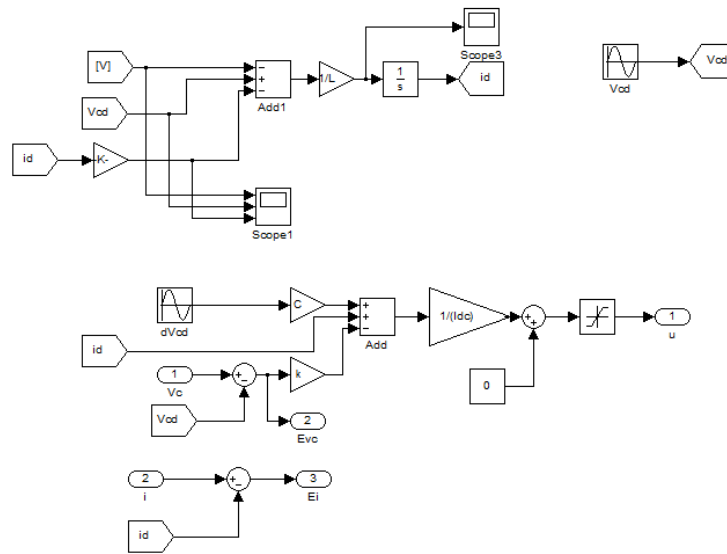 Scope3
[V]
1/L
1
s
id
Vcd
Vcd
Add1
Vcd
id
K-
Scope1
dVcd
C
id
Add
1/(Idc)
1
u
1
Vc
k
0
Vcd
2
Evc
2
i
3
Ei
id